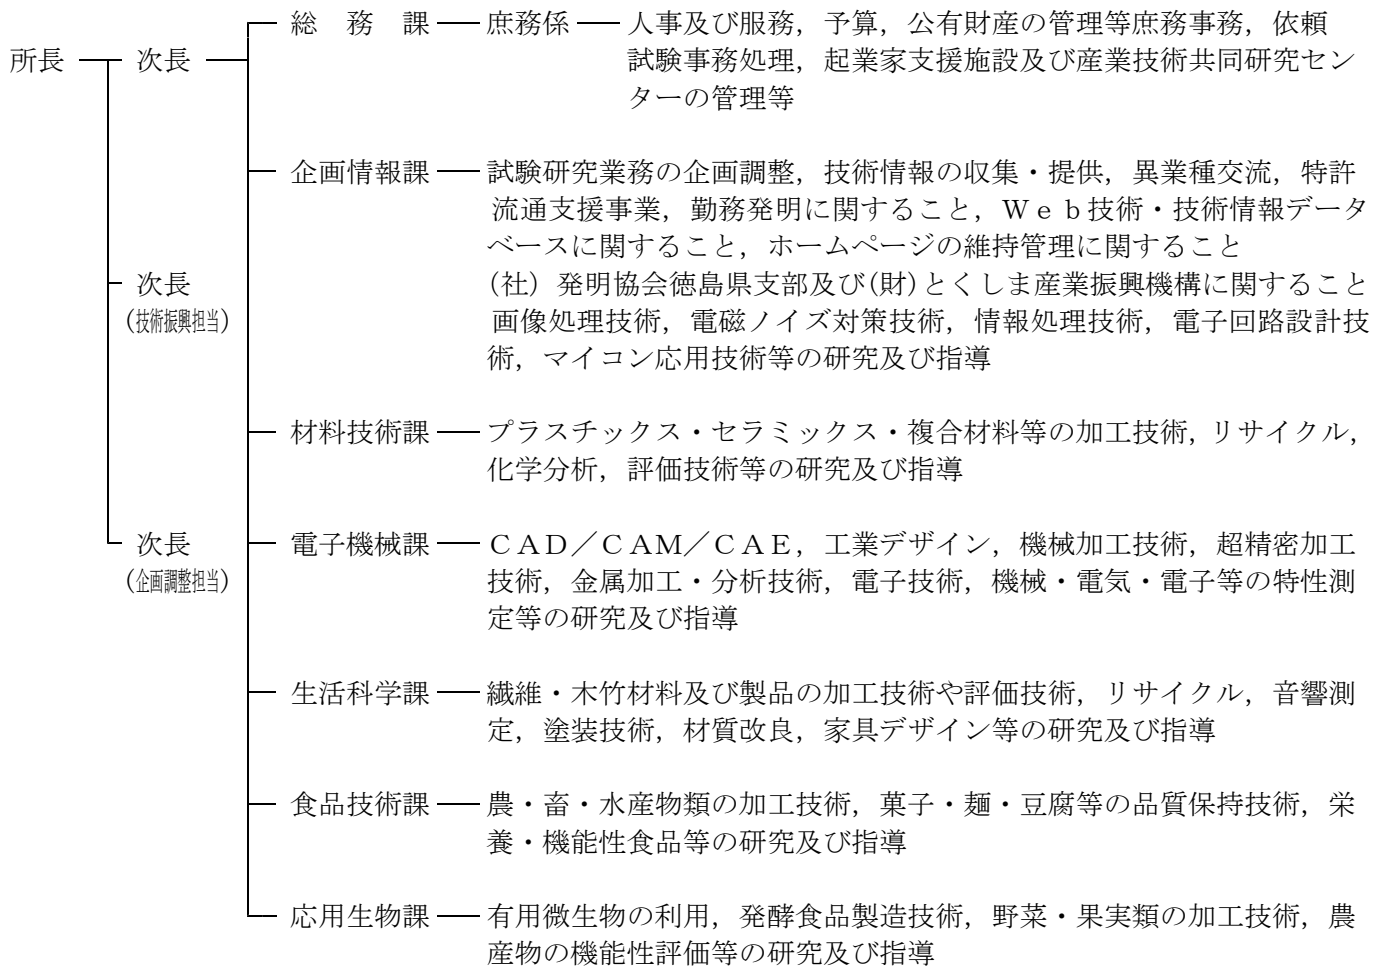 総　務　課 庶務係 人事及び服務，予算，公有財産の管理等庶務事務，依頼
所長 次長 試験事務処理，起業家支援施設及び産業技術共同研究セン
ターの管理等
企画情報課 試験研究業務の企画調整，技術情報の収集・提供，異業種交流，特許
流通支援事業，勤務発明に関すること，Ｗｅｂ技術・技術情報データ
ベースに関すること，ホームページの維持管理に関すること
次長 (社）発明協会徳島県支部及び(財)とくしま産業振興機構に関すること
(技術振興担当) 画像処理技術，電磁ノイズ対策技術，情報処理技術，電子回路設計技
術，マイコン応用技術等の研究及び指導
材料技術課 プラスチックス・セラミックス・複合材料等の加工技術，リサイクル，
化学分析，評価技術等の研究及び指導
次長 電子機械課 ＣＡＤ／ＣＡＭ／ＣＡＥ，工業デザイン，機械加工技術，超精密加工
(企画調整担当) 技術，金属加工・分析技術，電子技術，機械・電気・電子等の特性測
定等の研究及び指導
生活科学課 繊維・木竹材料及び製品の加工技術や評価技術，リサイクル，音響測
定，塗装技術，材質改良，家具デザイン等の研究及び指導
食品技術課 農・畜・水産物類の加工技術，菓子・麺・豆腐等の品質保持技術，栄
養・機能性食品等の研究及び指導
応用生物課 有用微生物の利用，発酵食品製造技術，野菜・果実類の加工技術，農
産物の機能性評価等の研究及び指導